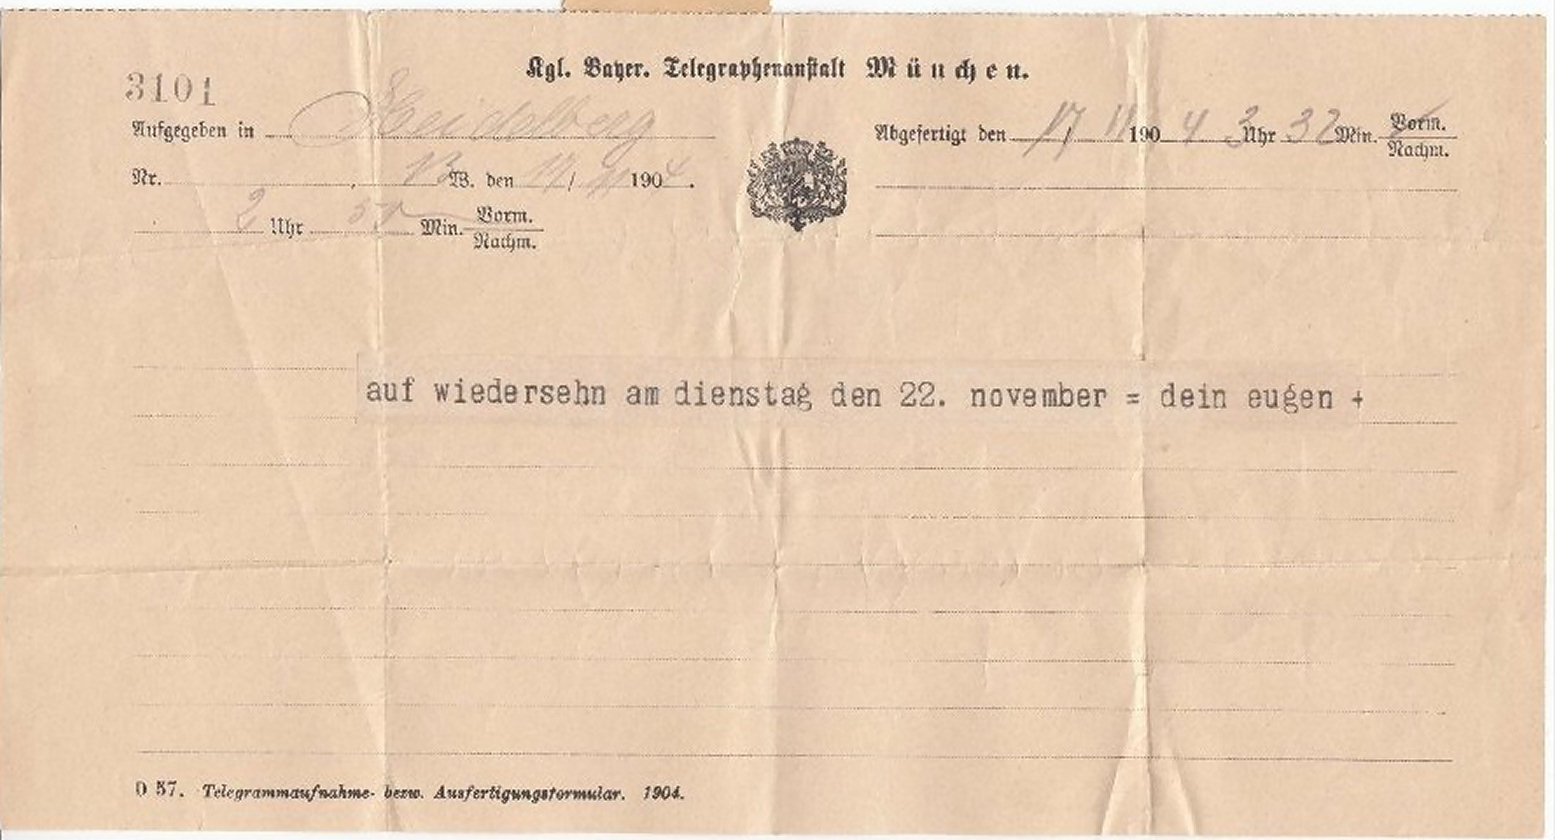 Kgl. Bayer. Telegraphenanstalt München.
3101
Aufgegeben in Heidelberg
Nr. , 13 W. den 17/11 1904.
2 Uhr 50 Min. Vorm.
Nachm.
Abgefertigt den 17/11 1904 3 Uhr 32 Min. Vorm.
Nachm.
auf wiedersehn am dienstag den 22. november = dein eugen +
D 57. Telegrammaufnahme- bezw. Ausfertigungsformular. 1904.